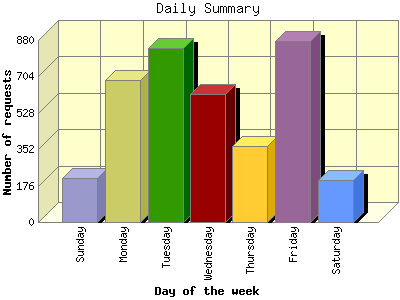 Daily Summary
880
704
528
352
176
0
Number of requests
Sunday
Monday
Tuesday
Wednesday
Thursday
Friday
Saturday
Day of the week